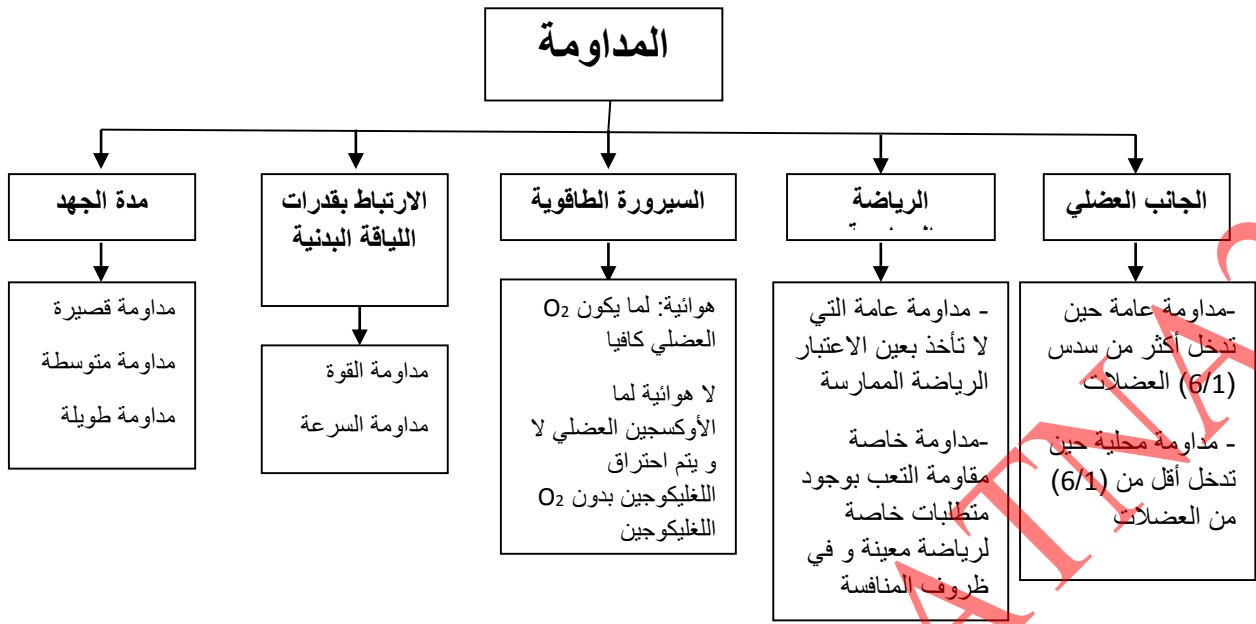 المداومة
الجانب العضلي
-مداومة عامة حين
تدخل أكثر من سدس
(6/1) العضلات
- مداومة محلية حين
تدخل أقل من (6/1)
من العضلات
الرياضة
- مداومة عامة التي
لا تأخذ بعين الاعتبار
الرياضة الممارسة
-مداومة خاصة
مقاومة التعب بوجود
متطلبات خاصة
لرياضة معينة و في
ظروف المنافسة
السيرورة الطاقوية
هوائية: لما يكون O₂
العضلي كافيا
لا هوائية لما
الأوكسجين العضلي لا
و يتم احتراق
اللغليكوجين بدون O₂
اللغليكوجين
الارتباط بقدرات
اللياقة البدنية
مداومة القوة
مداومة السرعة
مدة الجهد
مداومة قصيرة
مداومة متوسطة
مداومة طويلة